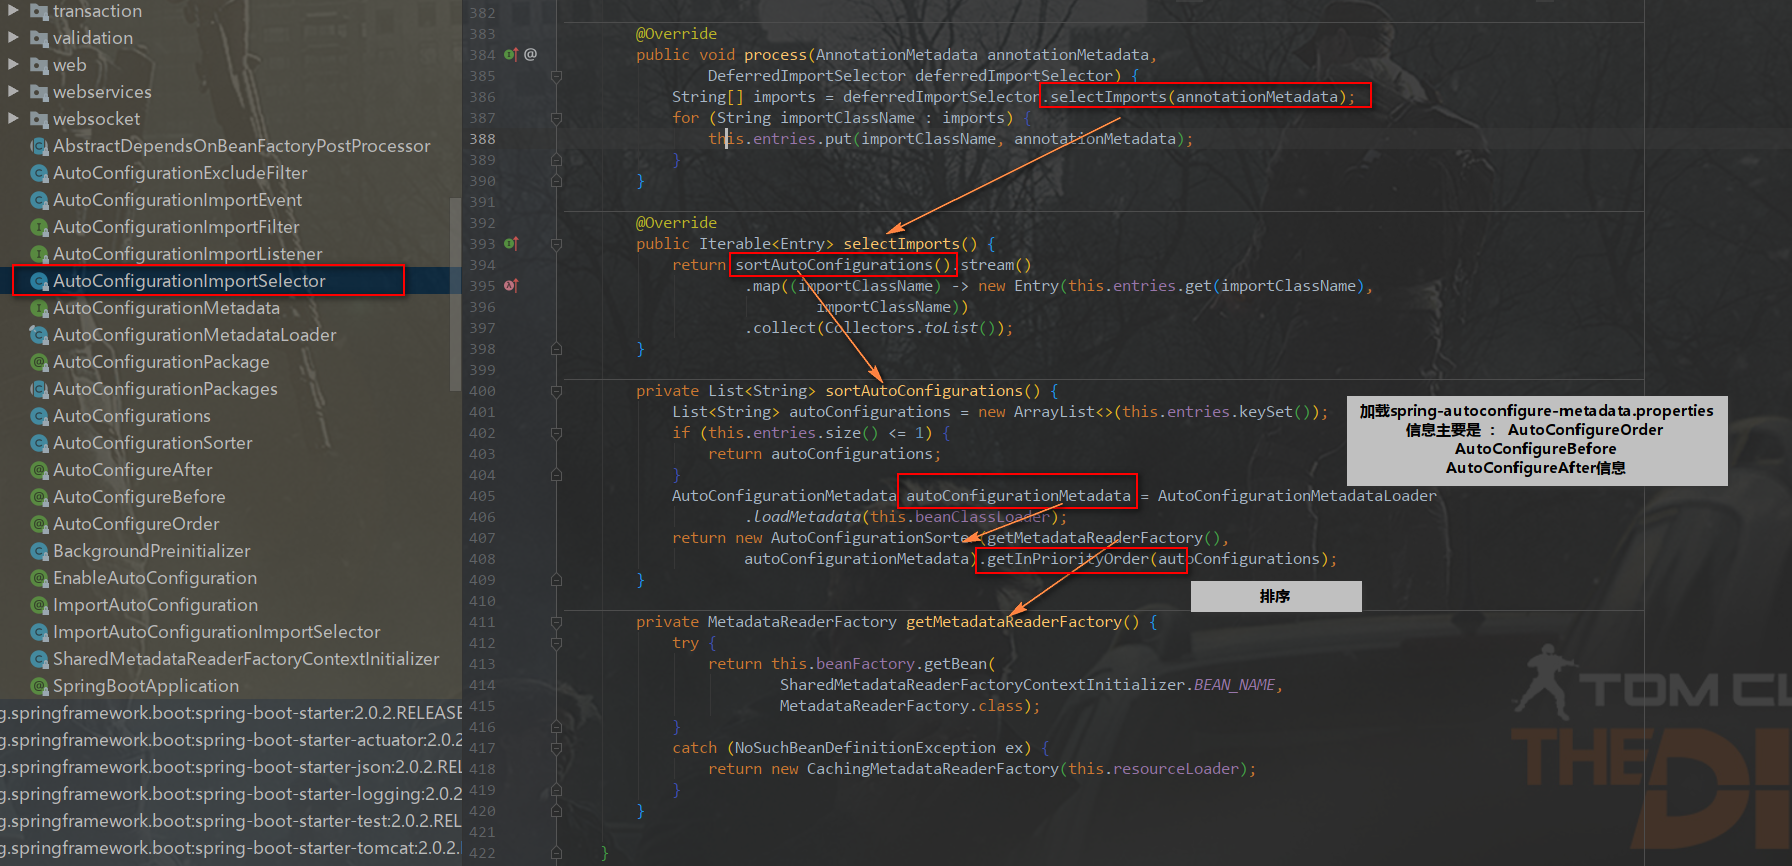 transaction
validation
web
webservices
websocket
AbstractDependsOnBeanFactoryPostProcessor
AutoConfigurationExcludeFilter
AutoConfigurationImportEvent
AutoConfigurationImportFilter
AutoConfigurationImportListener
AutoConfigurationImportSelector
AutoConfigurationMetadata
AutoConfigurationMetadataLoader
AutoConfigurationPackage
AutoConfigurationPackages
AutoConfigurations
AutoConfigurationSorter
AutoConfigureAfter
AutoConfigureBefore
AutoConfigureOrder
BackgroundPreinitializer
EnableAutoConfiguration
ImportAutoConfiguration
ImportAutoConfigurationImportSelector
SharedMetadataReaderFactoryContextInitializer
SpringBootApplication
g.springframework.boot:spring-boot-starter:2.0.2.RELEASE
g.springframework.boot:spring-boot-starter-actuator:2.0.2
g.springframework.boot:spring-boot-starter-json:2.0.2.REL
g.springframework.boot:spring-boot-starter-logging:2.0.2
g.springframework.boot:spring-boot-starter-test:2.0.2.REL
g.springframework.boot:spring-boot-starter-tomcat:2.0.2.
382
383 @Override
384 @ public void process(AnnotationMetadata annotationMetadata,
385 DeferredImportSelector deferredImportSelector) {
386 String[] imports = deferredImportSelector.selectImports(annotationMetadata);
387 for (String importClassName : imports) {
388 this.entries.put(importClassName, annotationMetadata);
389 }
390 }
391
392 @Override
393 public Iterable<Entry> selectImports() {
394 return sortAutoConfigurations().stream()
395 .map((importClassName) -> new Entry(this.entries.get(importClassName),
396 importClassName))
397 .collect(Collectors.toList());
398 }
399
400 private List<String> sortAutoConfigurations() {
401 List<String> autoConfigurations = new ArrayList<>(this.entries.keySet());
402 if (this.entries.size() <= 1) {
403 return autoConfigurations;
404 }
405 AutoConfigurationMetadata autoConfigurationMetadata = AutoConfigurationMetadataLoader
406 .loadMetadata(this.beanClassLoader);
407 return new AutoConfigurationSorter(getMetadataReaderFactory(),
408 autoConfigurationMetadata).getInPriorityOrder(autoConfigurations);
409 }
410
411 private MetadataReaderFactory getMetadataReaderFactory() {
412 try {
413 return this.beanFactory.getBean(
414 SharedMetadataReaderFactoryContextInitializer.BEAN_NAME,
415 MetadataReaderFactory.class);
416 }
417 catch (NoSuchBeanDefinitionException ex) {
418 return new CachingMetadataReaderFactory(this.resourceLoader);
419 }
420 }
421
422 }
加载spring-autoconfigure-metadata.properties
信息主要是 ： AutoConfigureOrder
AutoConfigureBefore
AutoConfigureAfter信息
排序
TOM CL
THE DI